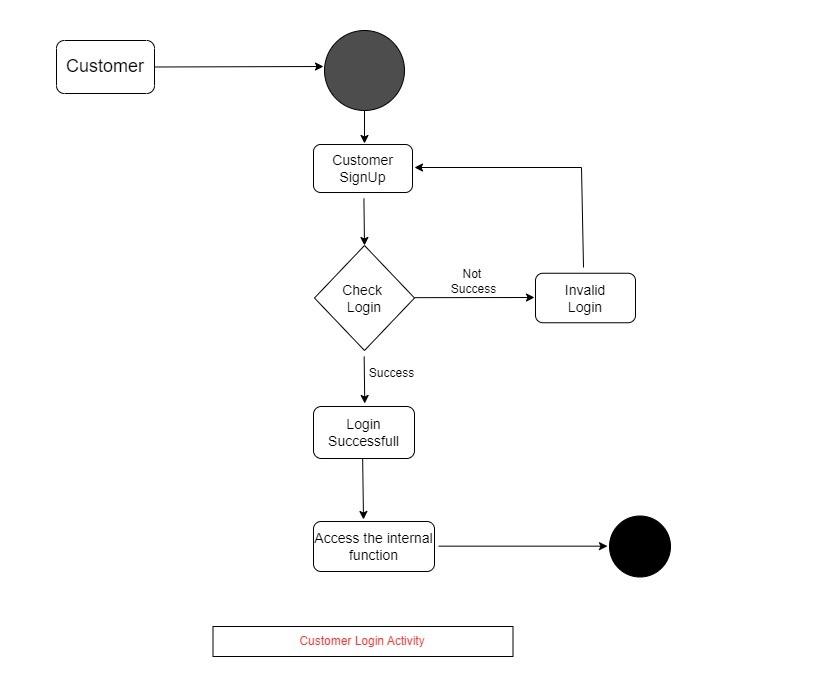 Customer
Customer
SignUp
Check
Login
Not
Success
Invalid
Login
Success
Login
Successfull
Access the internal
function
Customer Login Activity